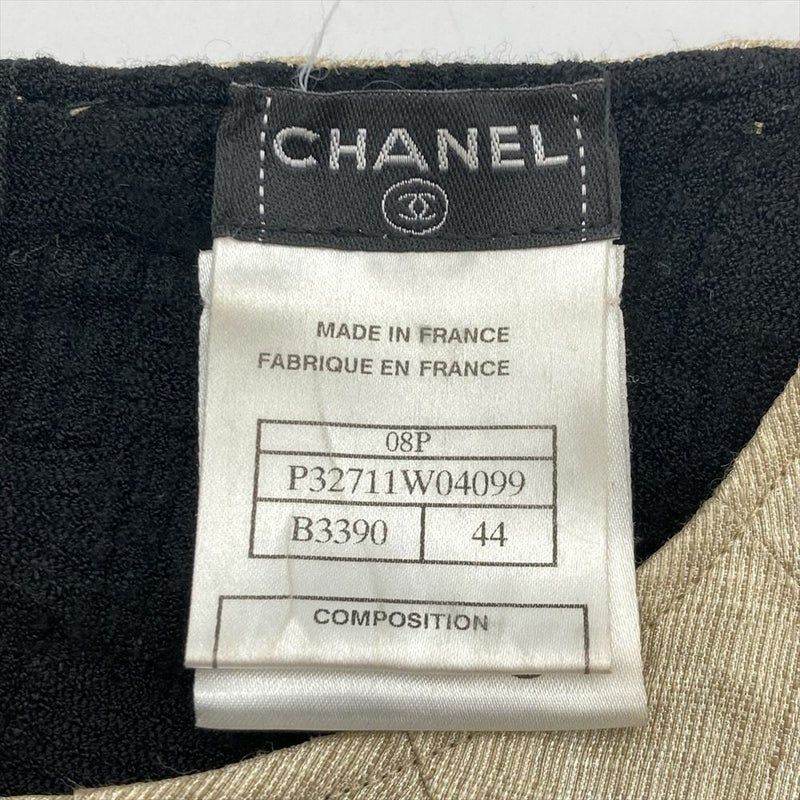 CHANEL
MADE IN FRANCE
FABRIQUE EN FRANCE
08P
P32711W04099
B3390 44
COMPOSITION